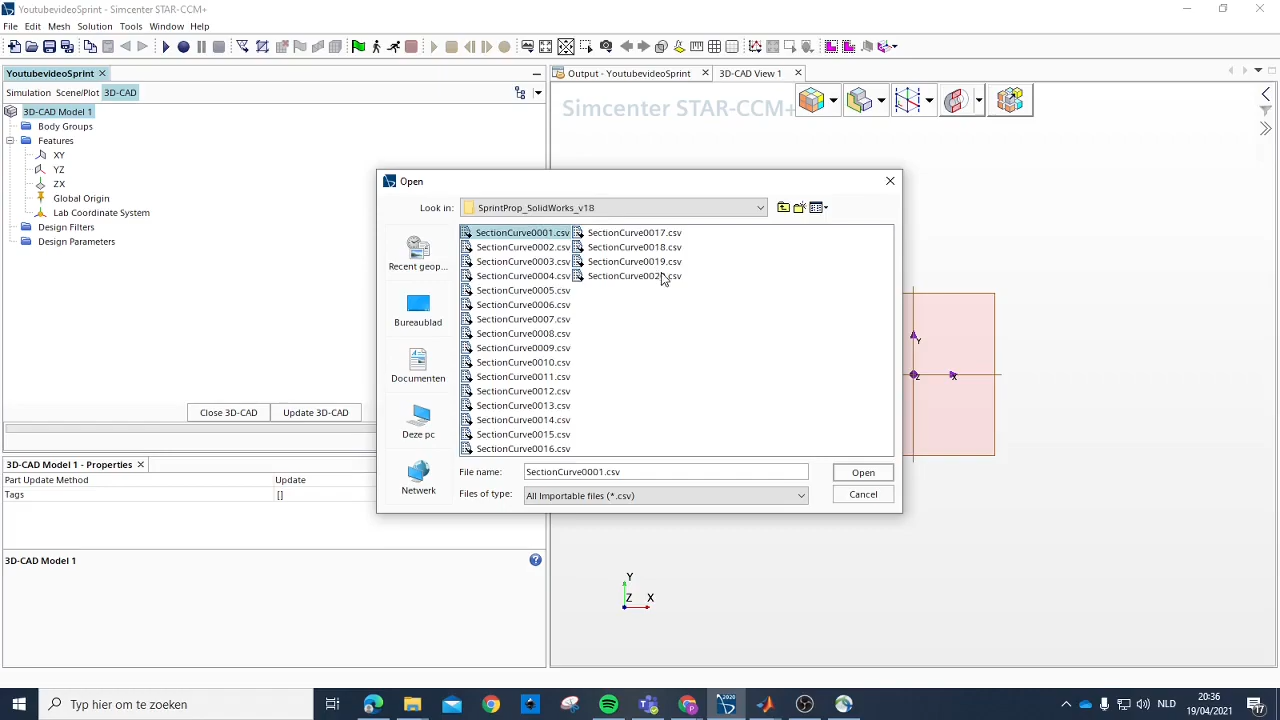 YoutubevideoSprint - Simcenter STAR-CCM+
File Edit Mesh Solution Tools Window Help
YoutubevideoSprint
Output - YoutubevideoSprint
3D-CAD View 1
Simulation Scene/Plot 3D-CAD
Simcenter STAR-CCM+
3D-CAD Model 1
Body Groups
Features
XY
YZ
ZX
Global Origin
Lab Coordinate System
Design Filters
Design Parameters
Close 3D-CAD
Update 3D-CAD
3D-CAD Model 1 - Properties
Part Update Method Update
Tags []
3D-CAD Model 1
Open
Look in: SprintProp_SolidWorks_v18
Recent geop...
Bureaublad
Documenten
Deze pc
Netwerk
SectionCurve0001.csv
SectionCurve0002.csv
SectionCurve0003.csv
SectionCurve0004.csv
SectionCurve0005.csv
SectionCurve0006.csv
SectionCurve0007.csv
SectionCurve0008.csv
SectionCurve0009.csv
SectionCurve0010.csv
SectionCurve0011.csv
SectionCurve0012.csv
SectionCurve0013.csv
SectionCurve0014.csv
SectionCurve0015.csv
SectionCurve0016.csv
SectionCurve0017.csv
SectionCurve0018.csv
SectionCurve0019.csv
File name: SectionCurve0001.csv
Open
Files of type: All Importable files (*.csv)
Cancel
Y
Z X
Y
Z X
Typ hier om te zoeken
2020
NLD
20:36
19/04/2021
17